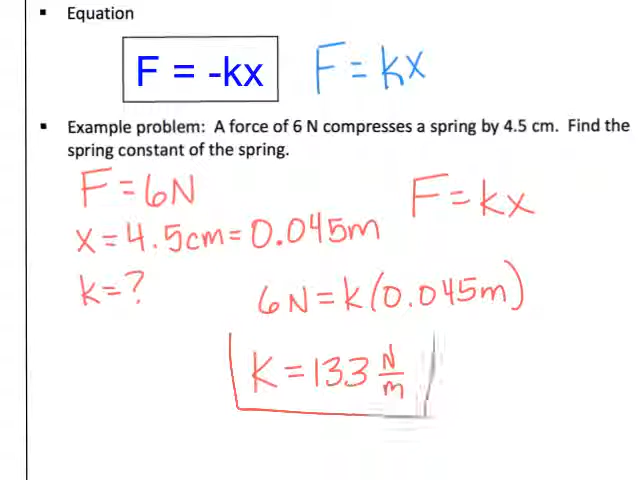 Equation
F = -kx F = kx
Example problem: A force of 6 N compresses a spring by 4.5 cm. Find the
spring constant of the spring.
F = 6N
F = kx
x = 4.5cm = 0.045m
k = ?
6N = k(0.045m)
K = 133 N/m